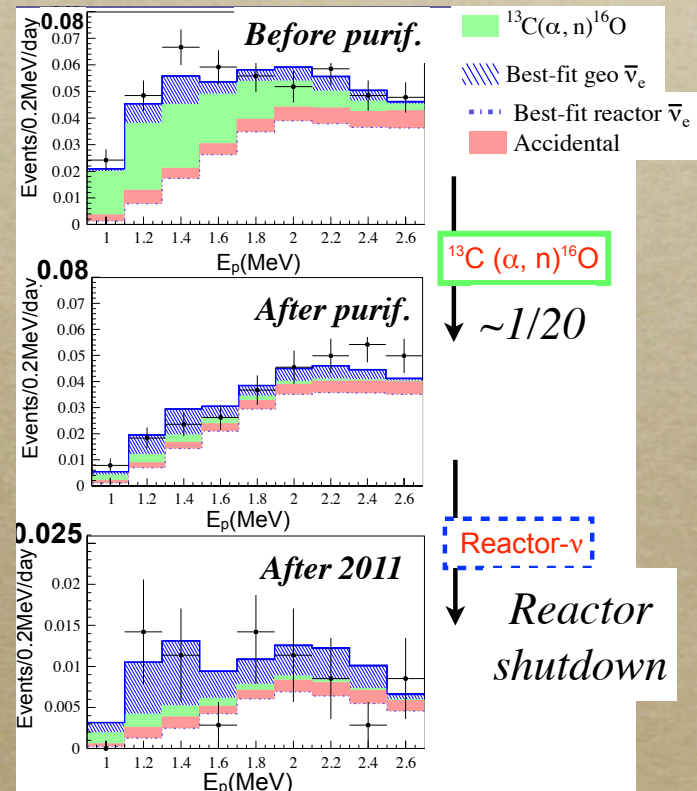 0.08
Before purif.
Events/0.2MeV/day
0.07
0.06
0.05
0.04
0.03
0.02
0.01
0
1 1.2 1.4 1.6 1.8 2 2.2 2.4 2.6
E_p(MeV)
¹³C(α, n)¹⁶O
Best-fit geo ν̅_e
Best-fit reactor ν̅_e
Accidental
¹³C (α, n)¹⁶O
~1/20
0.08
After purif.
Events/0.2MeV/day
0.07
0.06
0.05
0.04
0.03
0.02
0.01
0
1 1.2 1.4 1.6 1.8 2 2.2 2.4 2.6
E_p(MeV)
0.025
After 2011
Events/0.2MeV/day
0.02
0.015
0.01
0.005
0
1 1.2 1.4 1.6 1.8 2 2.2 2.4 2.6
E_p(MeV)
Reactor-ν
Reactor
shutdown